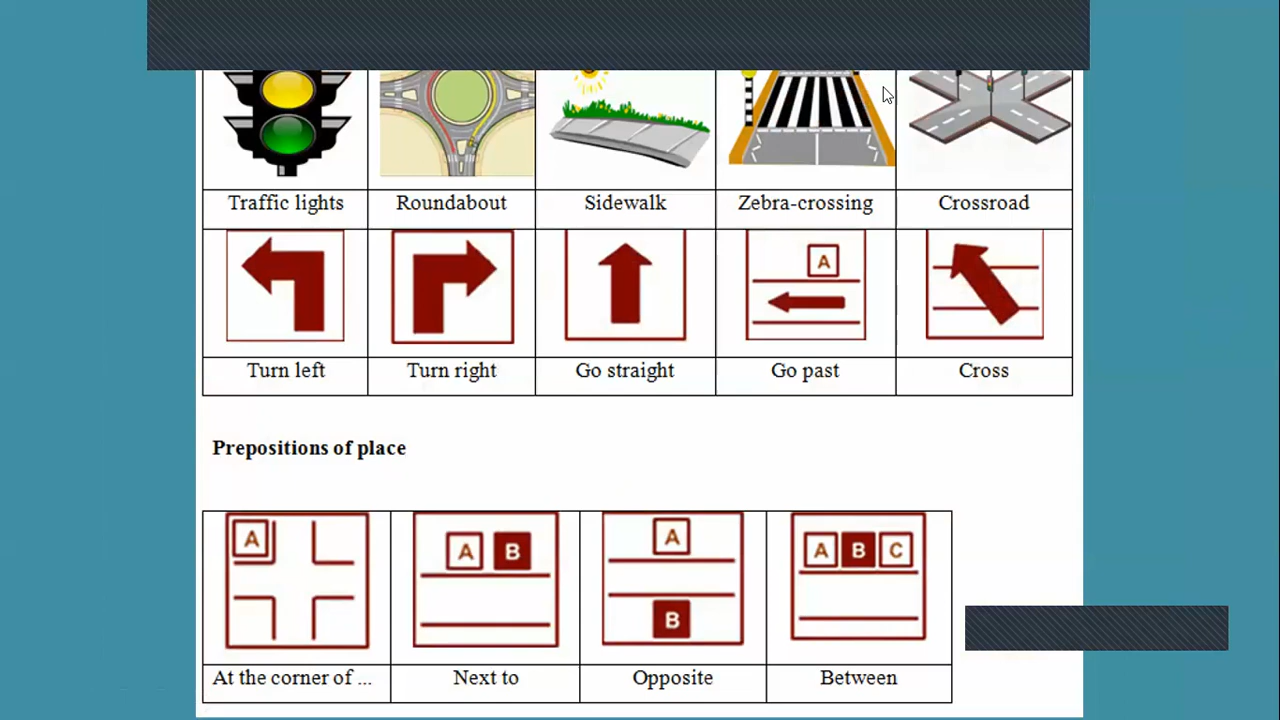 Traffic lights Roundabout Sidewalk Zebra-crossing Crossroad
A
Turn left Turn right Go straight Go past Cross
Prepositions of place
A A B A A B C
B
At the corner of ... Next to Opposite Between